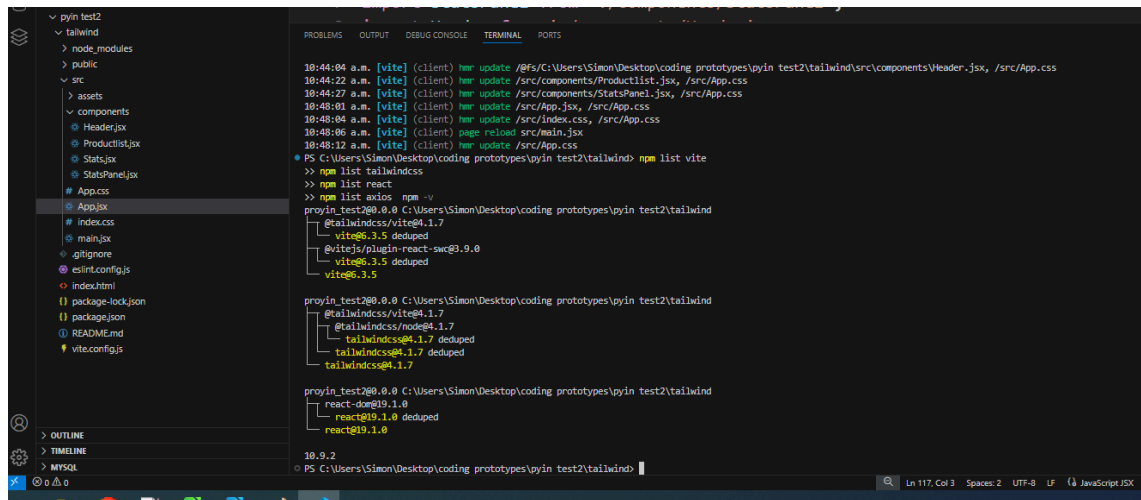 pyin test2
tailwind
node_modules
public
src
assets
components
Header.jsx
Productlist.jsx
Stats.jsx
StatsPanel.jsx
App.css
App.jsx
index.css
main.jsx
.gitignore
eslint.config.js
index.html
package-lock.json
package.json
README.md
vite.config.js
OUTLINE
TIMELINE
MYSQL
PROBLEMS OUTPUT DEBUG CONSOLE TERMINAL PORTS
10:44:04 a.m. [vite] (client) hmr update /@fs/C:\Users\Simon\Desktop\coding prototypes\pyin test2\tailwind\src\components\Header.jsx, /src/App.css
10:44:22 a.m. [vite] (client) hmr update /src/components/Productlist.jsx, /src/App.css
10:44:27 a.m. [vite] (client) hmr update /src/components/StatsPanel.jsx, /src/App.css
10:48:01 a.m. [vite] (client) hmr update /src/App.jsx, /src/App.css
10:48:04 a.m. [vite] (client) hmr update /src/index.css, /src/App.css
10:48:06 a.m. [vite] (client) page reload src/main.jsx
10:48:12 a.m. [vite] (client) hmr update /src/App.css
PS C:\Users\Simon\Desktop\coding prototypes\pyin test2\tailwind> npm list vite
>> npm list tailwindcss
>> npm list react
>> npm list axios npm -v
proyin_test2@0.0.0 C:\Users\Simon\Desktop\coding prototypes\pyin test2\tailwind
├─┬ @tailwindcss/vite@4.1.7
│ └── vite@6.3.5 deduped
├─┬ @vitejs/plugin-react-swc@3.9.0
│ └── vite@6.3.5 deduped
└── vite@6.3.5
proyin_test2@0.0.0 C:\Users\Simon\Desktop\coding prototypes\pyin test2\tailwind
├─┬ @tailwindcss/vite@4.1.7
│ ├─┬ @tailwindcss/node@4.1.7
│ │ └── tailwindcss@4.1.7 deduped
│ └── tailwindcss@4.1.7 deduped
└── tailwindcss@4.1.7
proyin_test2@0.0.0 C:\Users\Simon\Desktop\coding prototypes\pyin test2\tailwind
├─┬ react-dom@19.1.0
│ └── react@19.1.0 deduped
└── react@19.1.0
10.9.2
PS C:\Users\Simon\Desktop\coding prototypes\pyin test2\tailwind>
0 0 Ln 117, Col 3 Spaces: 2 UTF-8 LF JavaScript JSX